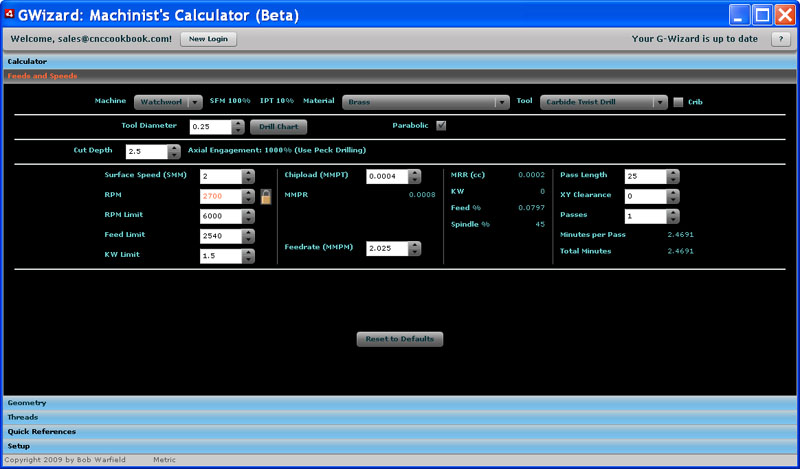 GWizard: Machinist's Calculator (Beta)
Welcome, sales@cnccookbook.com! New Login Your G-Wizard is up to date ?
Calculator
Feeds and Speeds
Machine Watchworl SFM 100% IPT 10% Material Brass Tool Carbide Twist Drill Crib
Tool Diameter 0.25 Drill Chart Parabolic
Cut Depth 2.5 Axial Engagement: 1000% (Use Peck Drilling)
Surface Speed (SMM) 2 Chipload (MMPT) 0.0004 MRR (cc) 0.0002 Pass Length 25
RPM 2700 MMPR 0.0008 KW 0 XY Clearance 0
RPM Limit 6000 Feed % 0.0797 Passes 1
Feed Limit 2540 Spindle % 45 Minutes per Pass 2.4691
KW Limit 1.5 Feedrate (MMPM) 2.025 Total Minutes 2.4691
Reset to Defaults
Geometry
Threads
Quick References
Setup
Copyright 2009 by Bob Warfield Metric